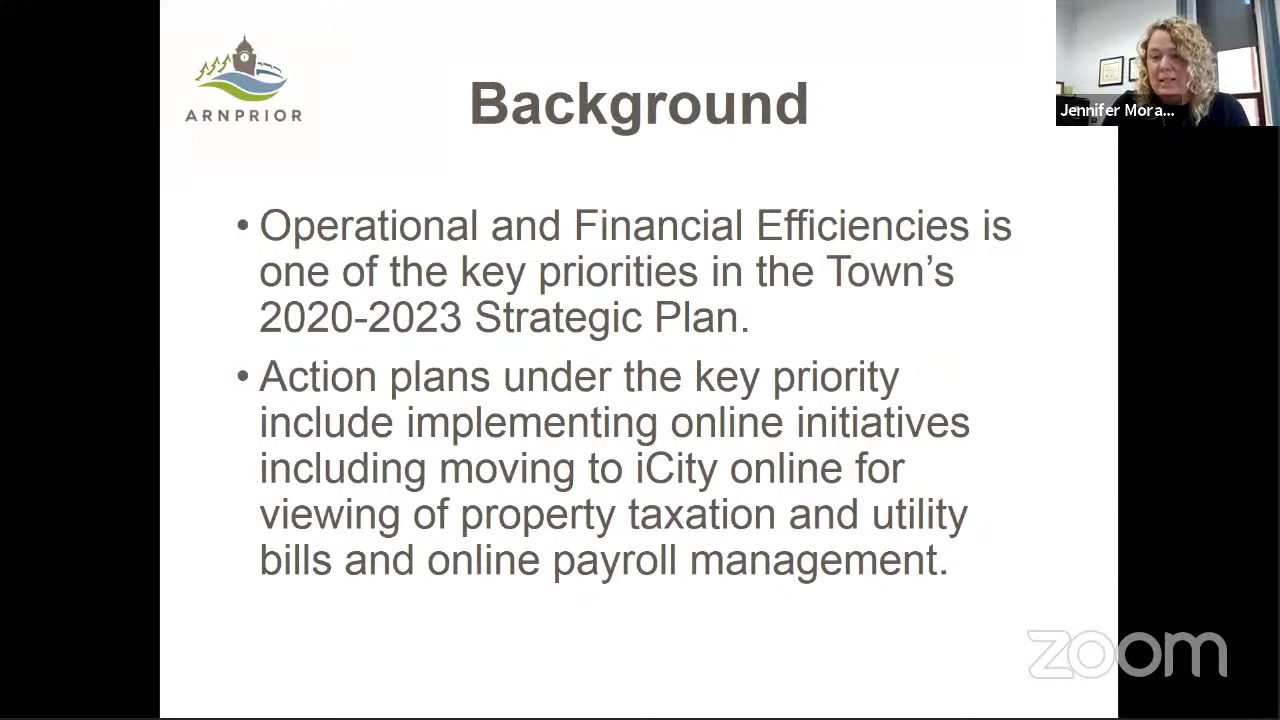 ARNPRIOR
Background
Jennifer Mora...
• Operational and Financial Efficiencies is
one of the key priorities in the Town’s
2020-2023 Strategic Plan.
• Action plans under the key priority
include implementing online initiatives
including moving to iCity online for
viewing of property taxation and utility
bills and online payroll management.
zoom